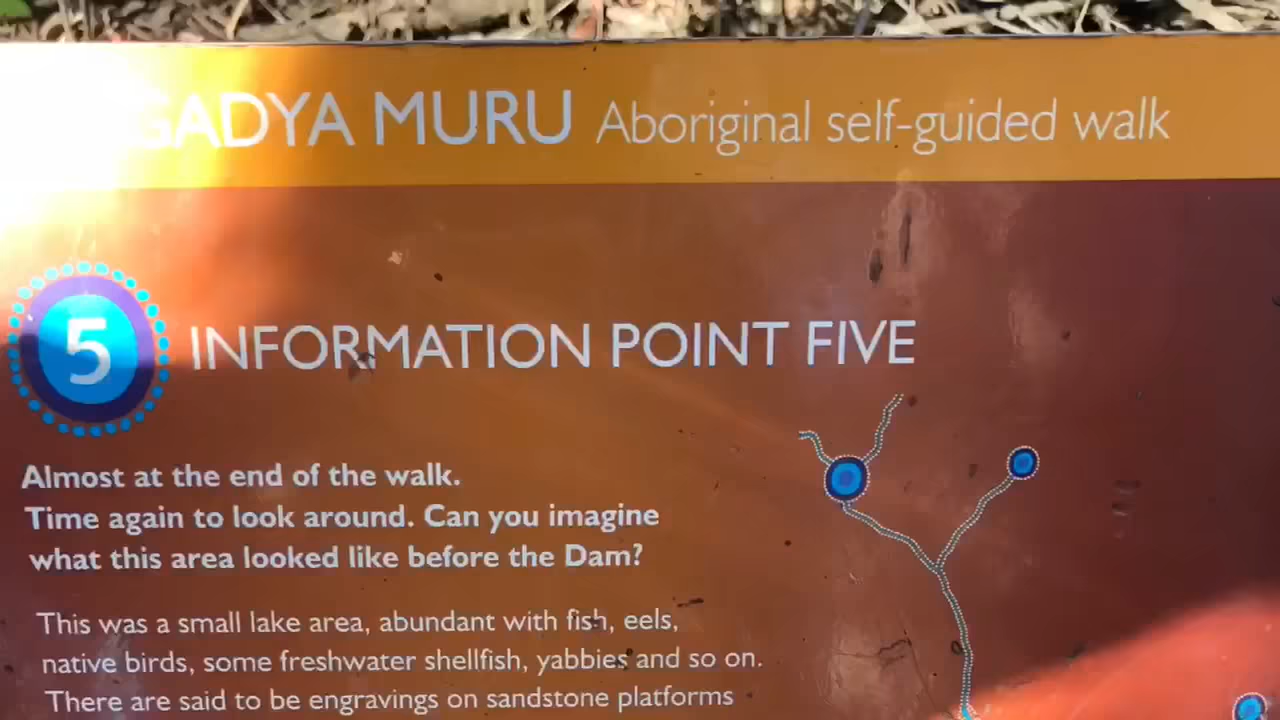 GADYA MURU Aboriginal self-guided walk
5 INFORMATION POINT FIVE
Almost at the end of the walk.
Time again to look around. Can you imagine
what this area looked like before the Dam?
This was a small lake area, abundant with fish, eels,
native birds, some freshwater shellfish, yabbies and so on.
There are said to be engravings on sandstone platforms